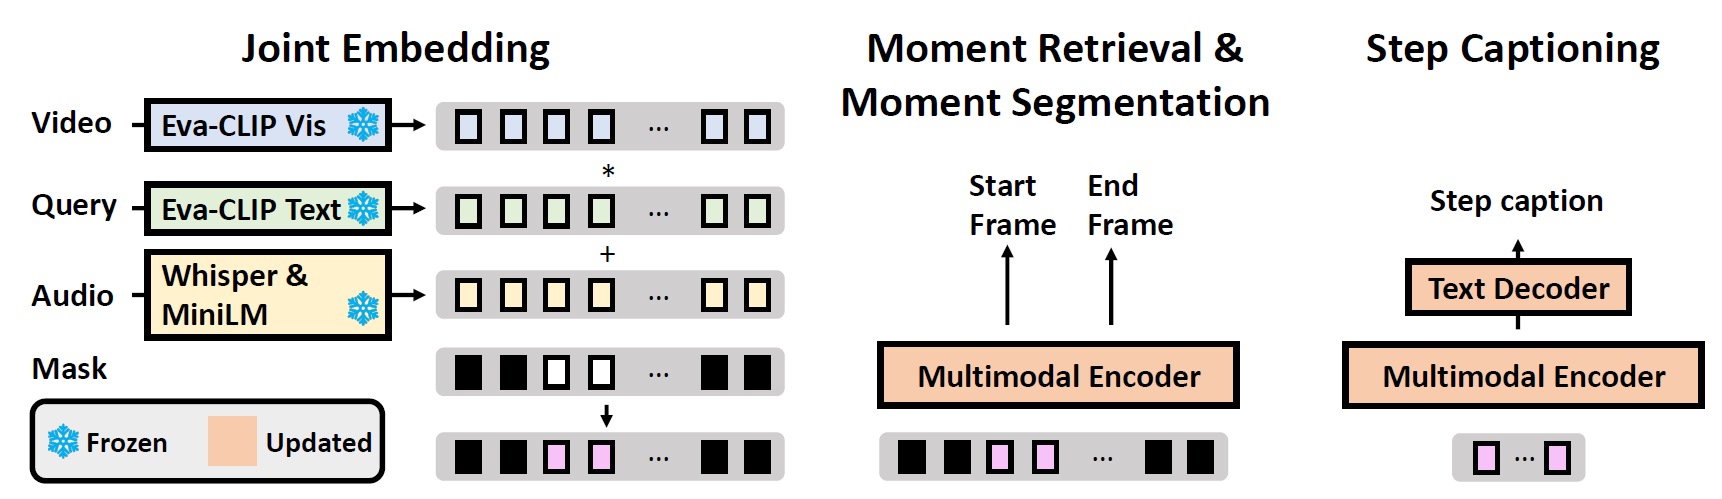 Joint Embedding
Video
Eva-CLIP Vis
...
*
Query
Eva-CLIP Text
...
+
Audio
Whisper &
MiniLM
...
Mask
...
Frozen
Updated
...
Moment Retrieval &
Moment Segmentation
Start
Frame
End
Frame
Multimodal Encoder
...
Step Captioning
Step caption
Text Decoder
Multimodal Encoder
...